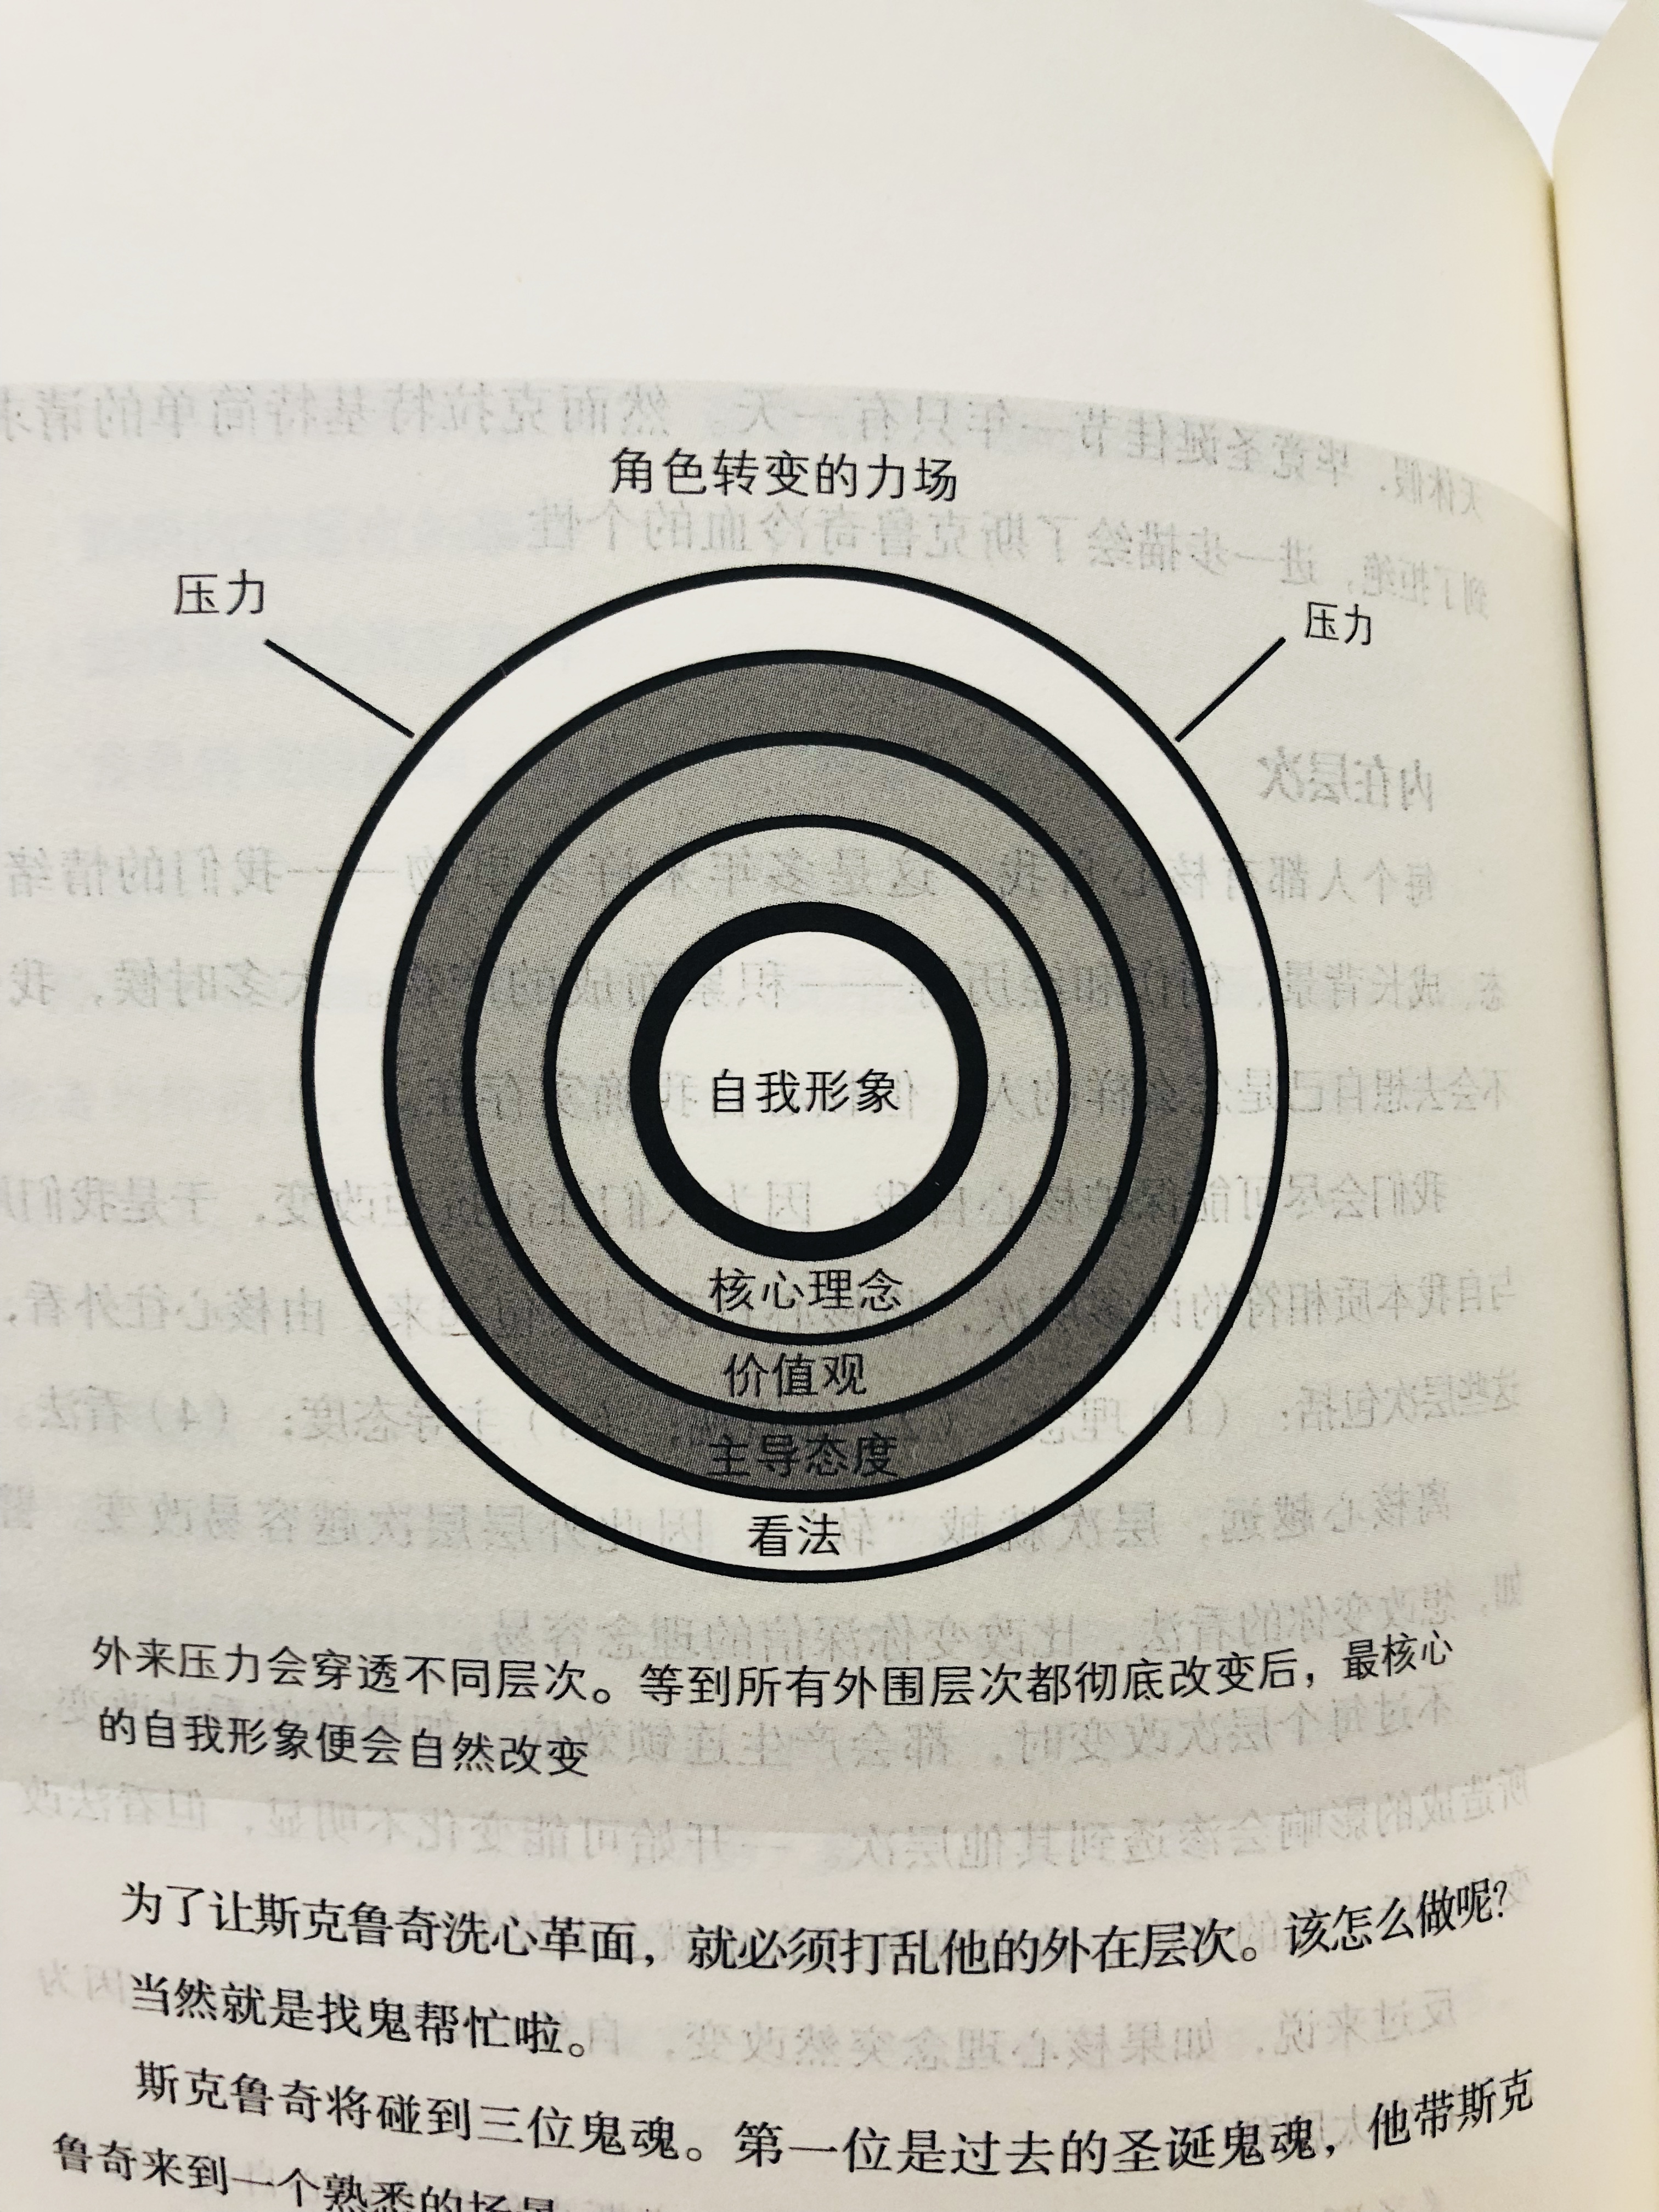 角色转变的力场
压力
压力
自我形象
核心理念
价值观
主导态度
看法
外来压力会穿透不同层次。等到所有外围层次都彻底改变后，最核心
的自我形象便会自然改变
为了让斯克鲁奇洗心革面，就必须打乱他的外在层次。该怎么做呢？
当然就是找鬼帮忙啦。
斯克鲁奇将碰到三位鬼魂。第一位是过去的圣诞鬼魂，他带斯克
鲁奇来到一个熟悉的场景